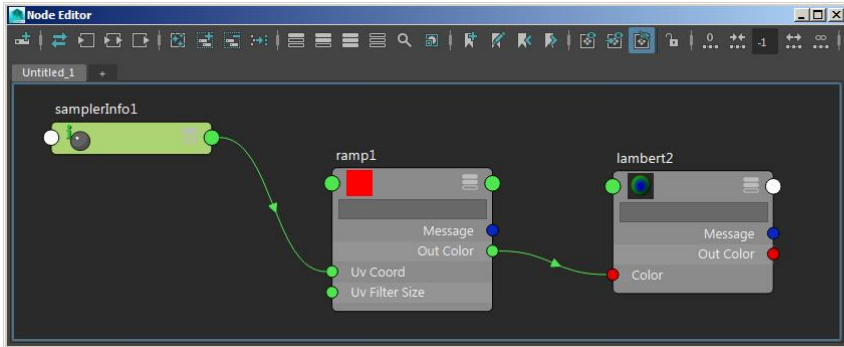 Node Editor
0 -1 ∞
Untitled_1 +
samplerInfo1
ramp1
Message
Out Color
Uv Coord
Uv Filter Size
lambert2
Message
Out Color
Color